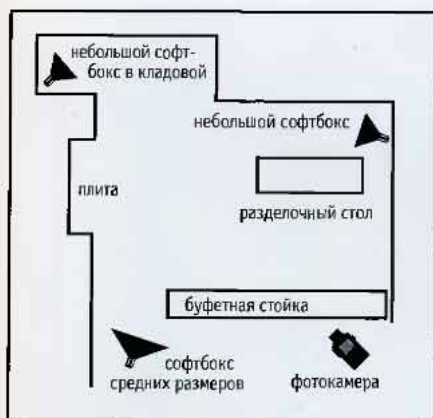 небольшой софт-
бокс в кладовой
небольшой софтбокс
плита
разделочный стол
буфетная стойка
софтбокс
средних размеров
фотокамера